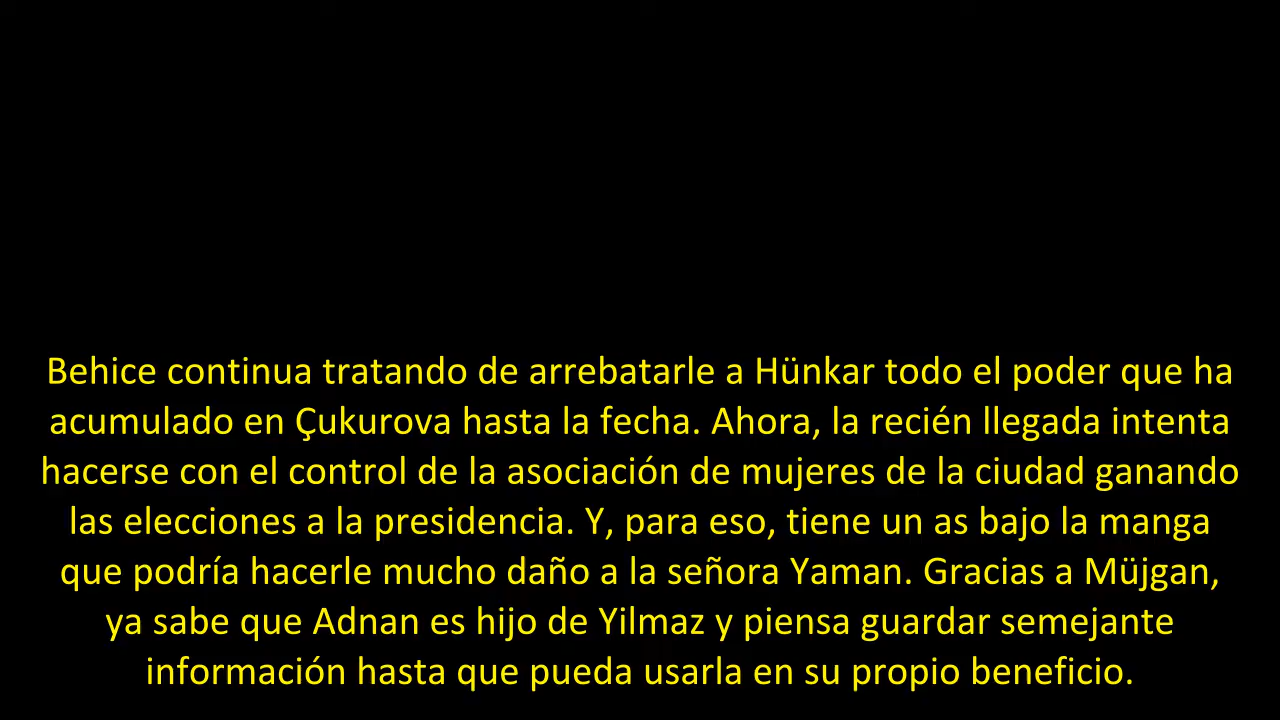 Behice continua tratando de arrebatarle a Hünkar todo el poder que ha
acumulado en Çukurova hasta la fecha. Ahora, la recién llegada intenta
hacerse con el control de la asociación de mujeres de la ciudad ganando
las elecciones a la presidencia. Y, para eso, tiene un as bajo la manga
que podría hacerle mucho daño a la señora Yaman. Gracias a Müjgan,
ya sabe que Adnan es hijo de Yilmaz y piensa guardar semejante
información hasta que pueda usarla en su propio beneficio.